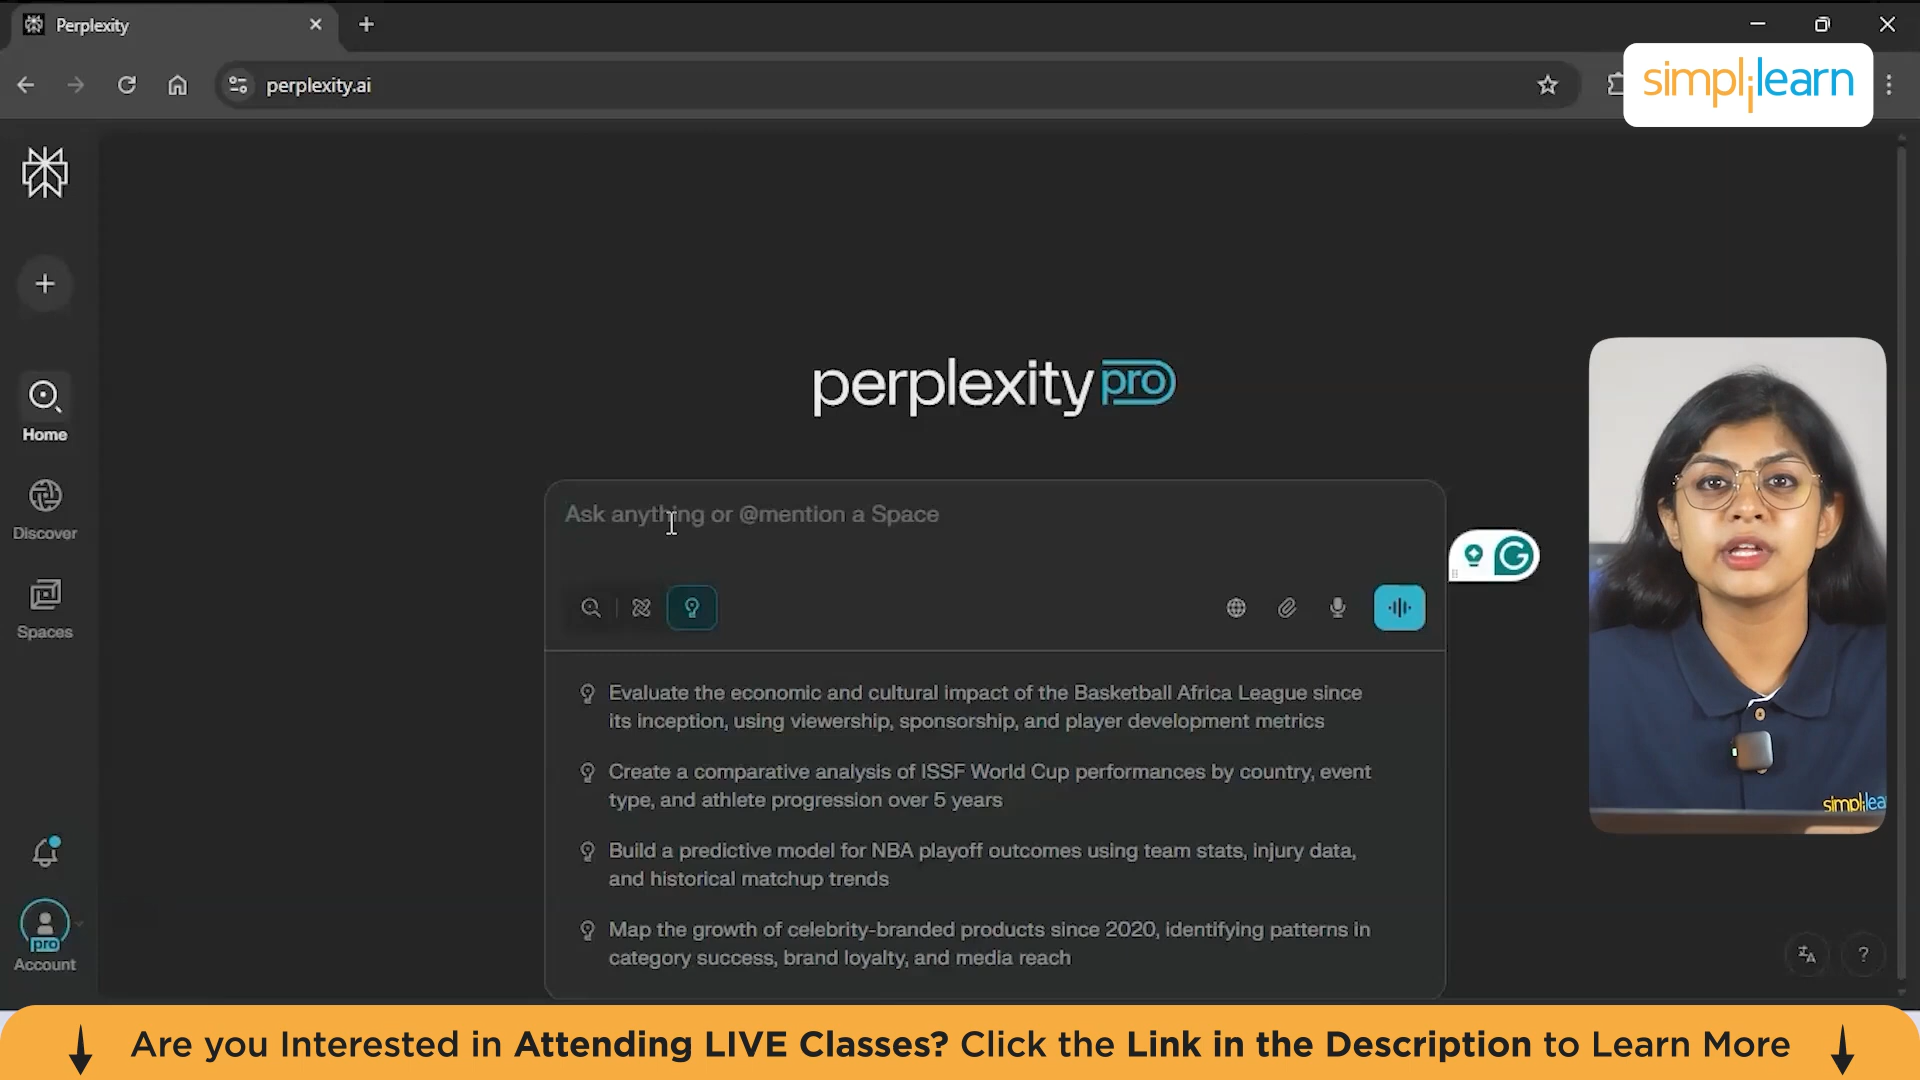 Perplexity
perplexity.ai
simplilearn
perplexity pro
Home
Ask anything or @mention a Space
Discover
Spaces
Evaluate the economic and cultural impact of the Basketball Africa League since
its inception, using viewership, sponsorship, and player development metrics
Create a comparative analysis of ISSF World Cup performances by country, event
type, and athlete progression over 5 years
simplilea
Build a predictive model for NBA playoff outcomes using team stats, injury data,
and historical matchup trends
Map the growth of celebrity-branded products since 2020, identifying patterns in
category success, brand loyalty, and media reach
pro
Account
?
Are you Interested in Attending LIVE Classes? Click the Link in the Description to Learn More